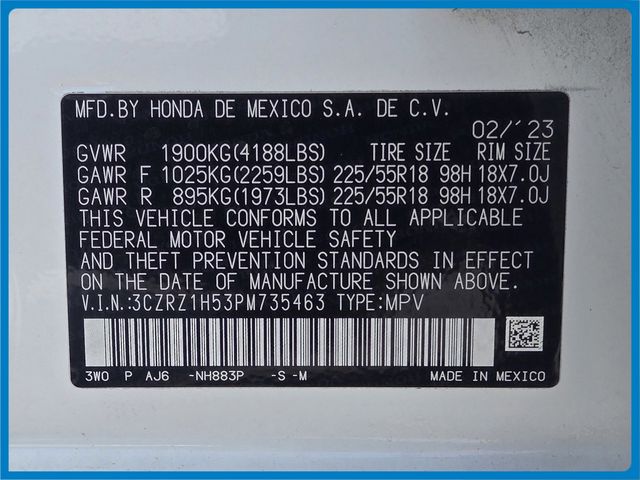 MFD.BY HONDA DE MEXICO S.A. DE C.V.
02/'23
GVWR 1900KG(4188LBS) TIRE SIZE RIM SIZE
GAWR F 1025KG(2259LBS) 225/55R18 98H 18X7.0J
GAWR R 895KG(1973LBS) 225/55R18 98H 18X7.0J
THIS VEHICLE CONFORMS TO ALL APPLICABLE
FEDERAL MOTOR VEHICLE SAFETY
AND THEFT PREVENTION STANDARDS IN EFFECT
ON THE DATE OF MANUFACTURE SHOWN ABOVE.
V.I.N.:3CZRZ1H53PM735463 TYPE:MPV
3W0 P AJ6 -NH883P -S -M MADE IN MEXICO